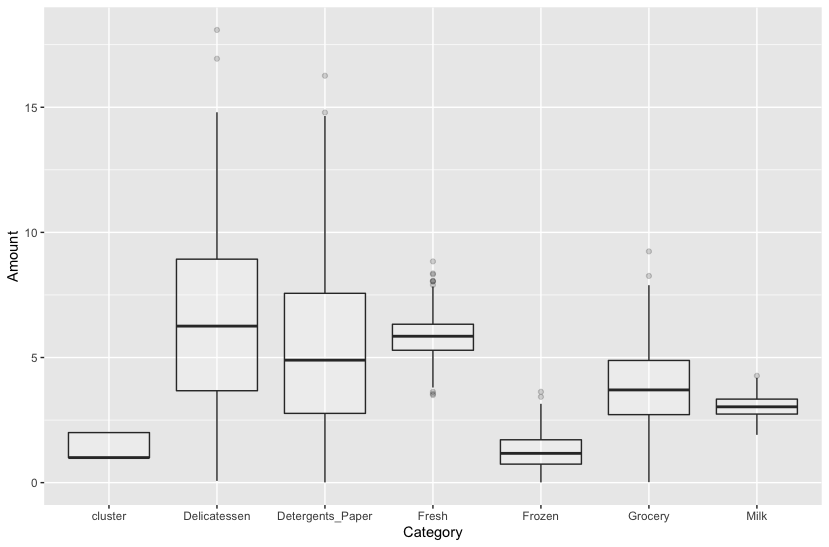 15
10
5
0
Amount
cluster Delicatessen Detergents_Paper Fresh Frozen Grocery Milk
Category